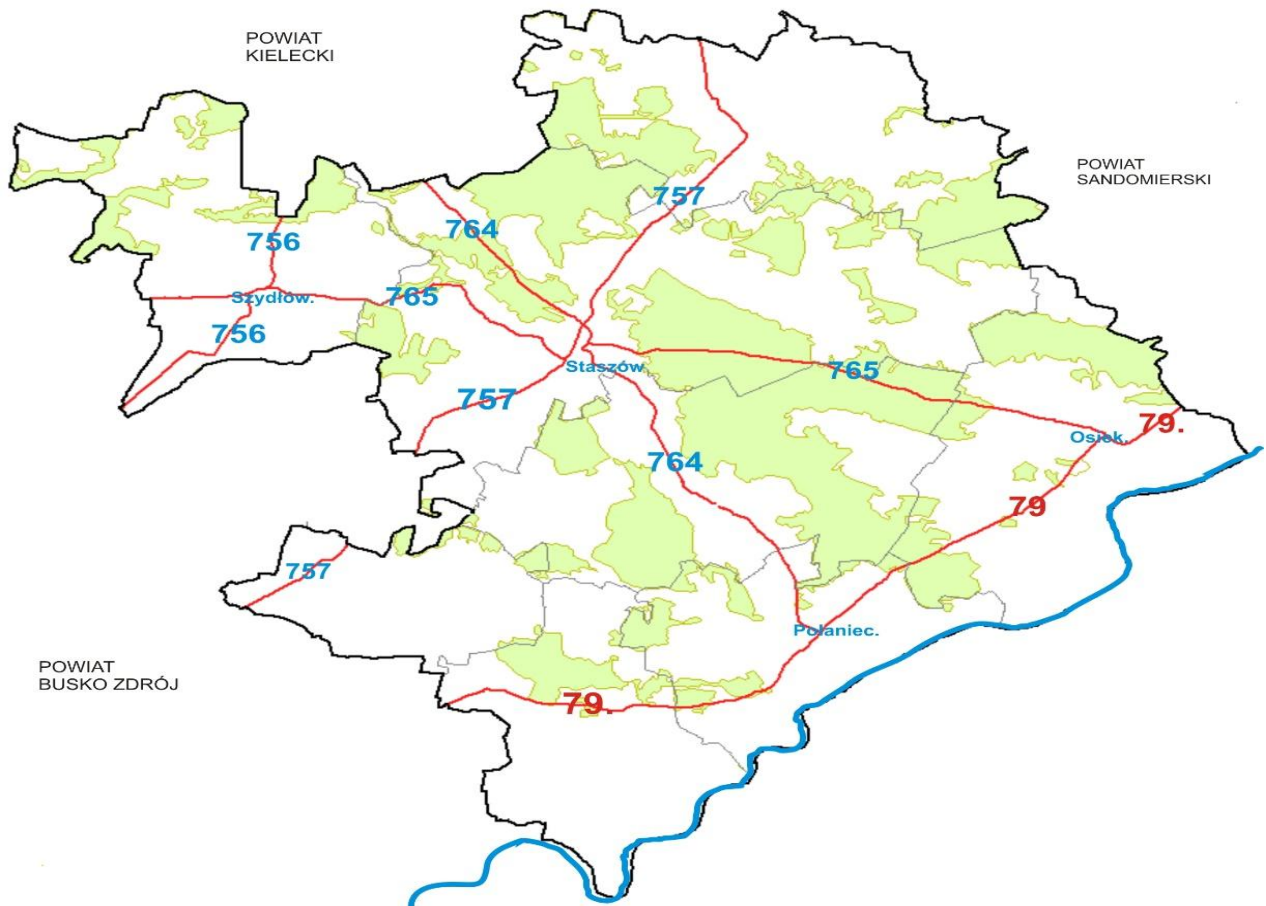 POWIAT
KIELECKI
POWIAT
SANDOMIERSKI
757
764
756
765
Szydłów.
756
Staszów
765
757
79.
Osiek.
764
79
757
Połaniec.
POWIAT
BUSKO ZDRÓJ
79.